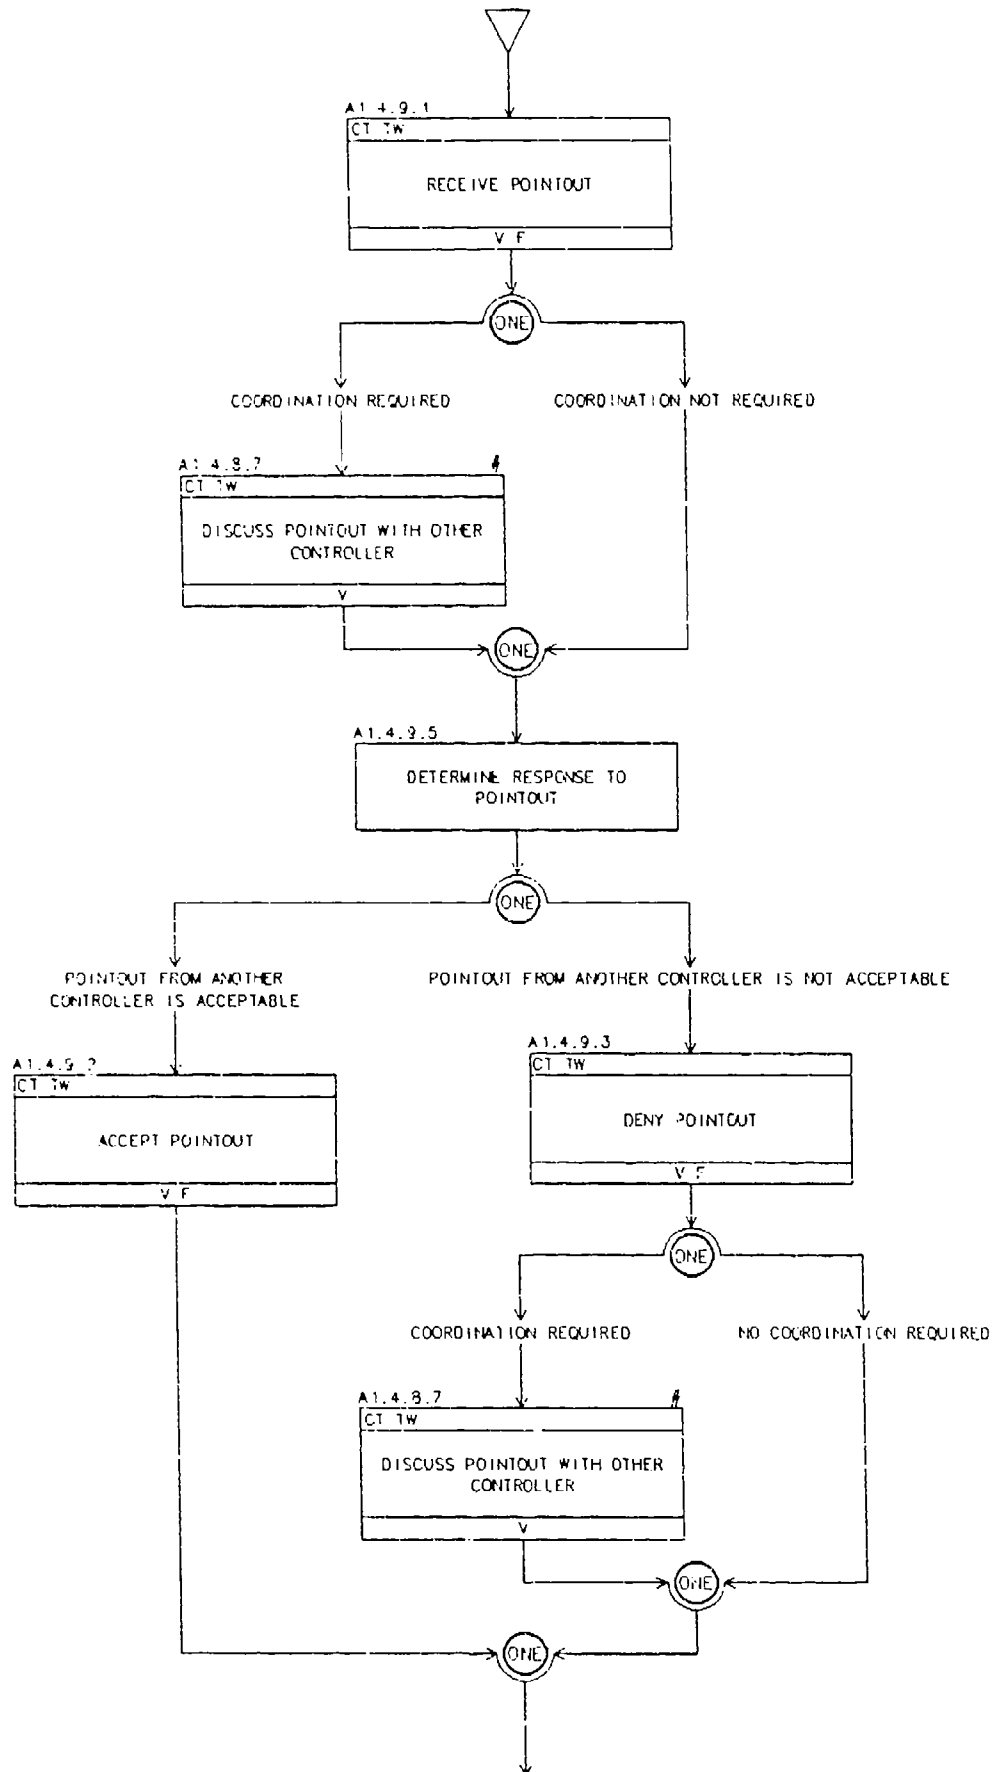 A1.4.9.1
CT TW
RECEIVE POINTOUT
V F
ONE
COORDINATION REQUIRED
COORDINATION NOT REQUIRED
A1.4.8.7
CT TW
DISCUSS POINTOUT WITH OTHER
CONTROLLER
V
ONE
A1.4.9.5
DETERMINE RESPONSE TO
POINTOUT
ONE
POINTOUT FROM ANOTHER
CONTROLLER IS ACCEPTABLE
POINTOUT FROM ANOTHER CONTROLLER IS NOT ACCEPTABLE
A1.4.9.2
CT TW
ACCEPT POINTOUT
V F
A1.4.9.3
CT TW
DENY POINTOUT
V F
ONE
COORDINATION REQUIRED
NO COORDINATION REQUIRED
A1.4.8.7
CT TW
DISCUSS POINTOUT WITH OTHER
CONTROLLER
V
ONE
ONE